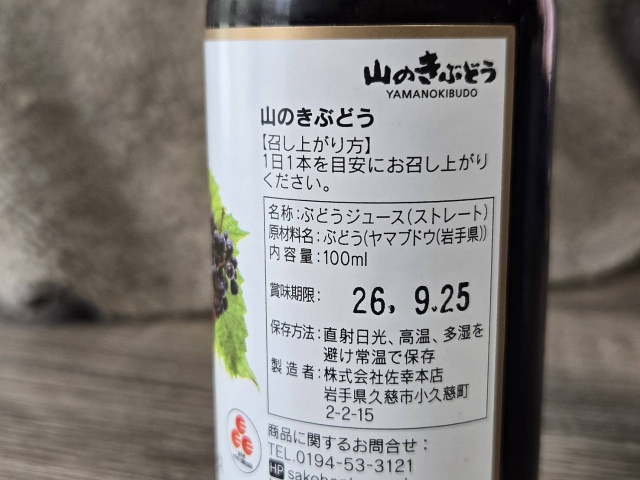 山のきぶどう
YAMANOKIBUDO
山のきぶどう
【召し上がり方】
1日1本を目安にお召し上がり
ください。
名称：ぶどうジュース（ストレート）
原材料名：ぶどう（ヤマブドウ（岩手県））
内容量：100ml
賞味期限：26, 9.25
保存方法：直射日光、高温、多湿を
避け常温で保存
製造者：株式会社佐幸本店
岩手県久慈市小久慈町
2-2-15
商品に関するお問合せ：
TEL.0194-53-3121
HP